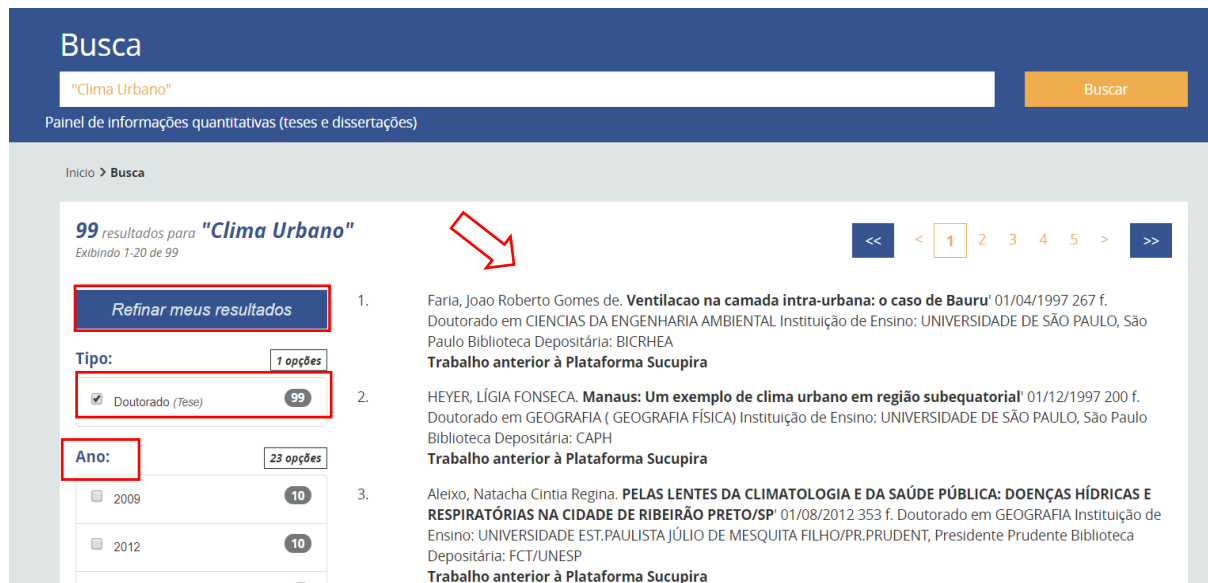 Busca
"Clima Urbano"
Buscar
Painel de informações quantitativas (teses e dissertações)
Inicio > Busca
99 resultados para "Clima Urbano"
Exibindo 1-20 de 99
<< < 1 2 3 4 5 > >>
Refinar meus resultados
Tipo: 1 opções
Doutorado (Tese) 99
Ano: 23 opções
2009 10
2012 10
1. Faria, Joao Roberto Gomes de. Ventilacao na camada intra-urbana: o caso de Bauru' 01/04/1997 267 f.
Doutorado em CIENCIAS DA ENGENHARIA AMBIENTAL Instituição de Ensino: UNIVERSIDADE DE SÃO PAULO, São
Paulo Biblioteca Depositária: BICRHEA
Trabalho anterior à Plataforma Sucupira
2. HEYER, LÍGIA FONSECA. Manaus: Um exemplo de clima urbano em região subequatorial' 01/12/1997 200 f.
Doutorado em GEOGRAFIA ( GEOGRAFIA FÍSICA) Instituição de Ensino: UNIVERSIDADE DE SÃO PAULO, São Paulo
Biblioteca Depositária: CAPH
Trabalho anterior à Plataforma Sucupira
3. Aleixo, Natacha Cintia Regina. PELAS LENTES DA CLIMATOLOGIA E DA SAÚDE PÚBLICA: DOENÇAS HÍDRICAS E
RESPIRATÓRIAS NA CIDADE DE RIBEIRÃO PRETO/SP' 01/08/2012 353 f. Doutorado em GEOGRAFIA Instituição de
Ensino: UNIVERSIDADE EST.PAULISTA JÚLIO DE MESQUITA FILHO/PR.PRUDENT, Presidente Prudente Biblioteca
Depositária: FCT/UNESP
Trabalho anterior à Plataforma Sucupira